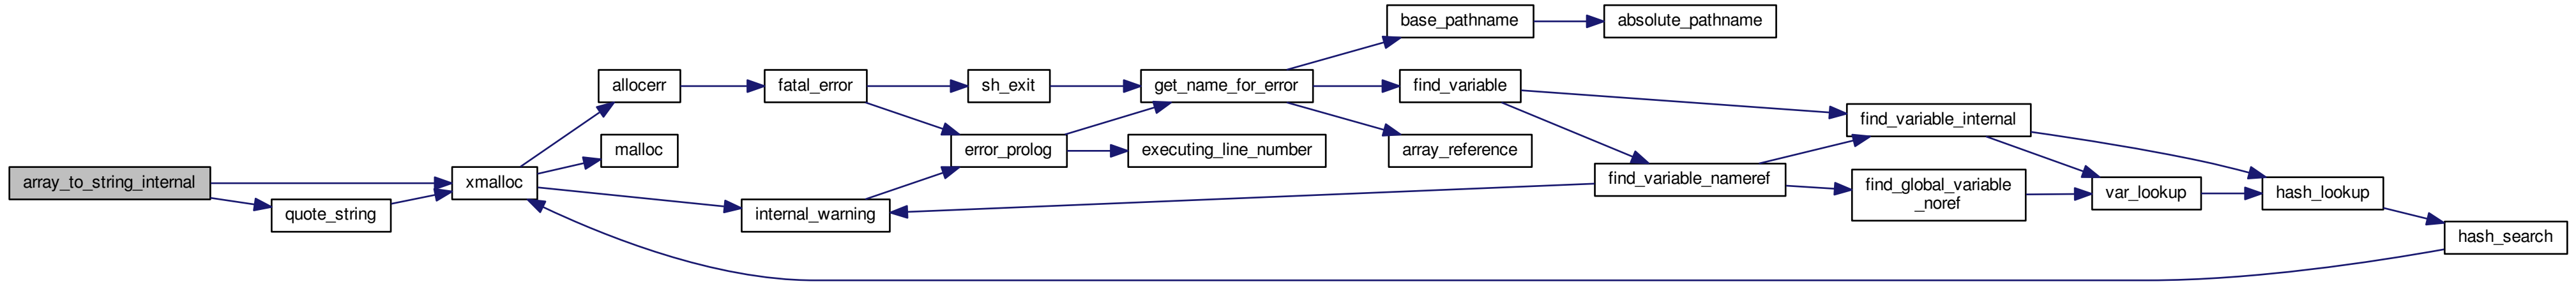 array_to_string_internal
quote_string
xmalloc
allocerr
malloc
internal_warning
fatal_error
sh_exit
error_prolog
get_name_for_error
executing_line_number
base_pathname
absolute_pathname
find_variable
array_reference
find_variable_nameref
find_variable_internal
find_global_variable
_noref
var_lookup
hash_lookup
hash_search